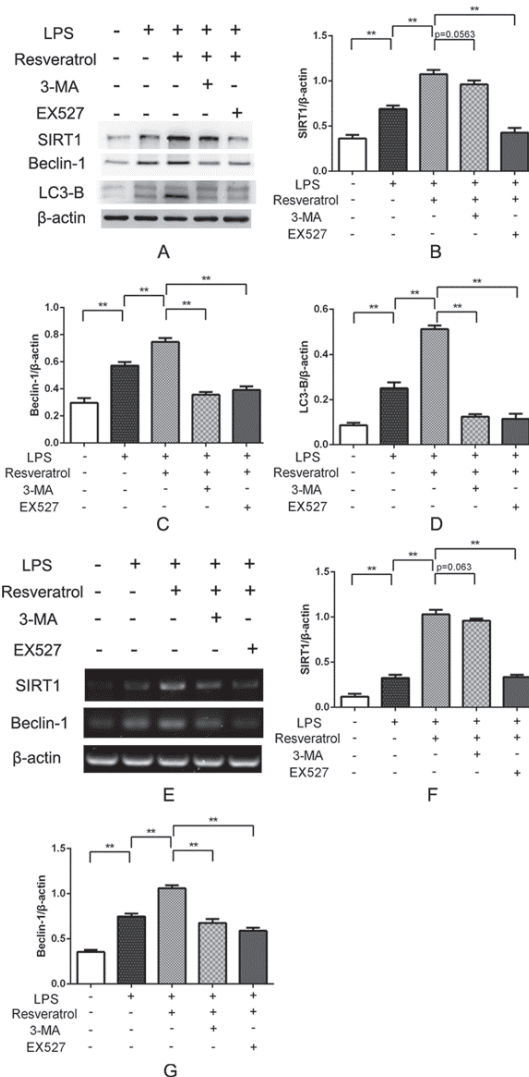 LPS - + + + +
Resveratrol - - + + +
3-MA - - - + -
EX527 - - - - +
SIRT1
Beclin-1
LC3-B
β-actin
A
** ** **
p=0.0563
SIRT1/β-actin
1.5
1.0
0.5
0.0
LPS - + + + +
Resveratrol - - + + +
3-MA - - - + -
EX527 - - - - +
B
** ** ** **
Beclin-1/β-actin
1.0
0.8
0.6
0.4
0.2
0.0
LPS - + + + +
Resveratrol - - + + +
3-MA - - - + -
EX527 - - - - +
C
** ** ** **
LC3-B/β-actin
0.6
0.4
0.2
0.0
LPS - + + + +
Resveratrol - - + + +
3-MA - - - + -
EX527 - - - - +
D
LPS - + + + +
Resveratrol - - + + +
3-MA - - - + -
EX527 - - - - +
SIRT1
Beclin-1
β-actin
E
** ** **
p=0.063
SIRT1/β-actin
1.5
1.0
0.5
0.0
LPS - + + + +
Resveratrol - - + + +
3-MA - - - + -
EX527 - - - - +
F
** ** ** **
Beclin-1/β-actin
1.5
1.0
0.5
0.0
LPS - + + + +
Resveratrol - - + + +
3-MA - - - + -
EX527 - - - - +
G